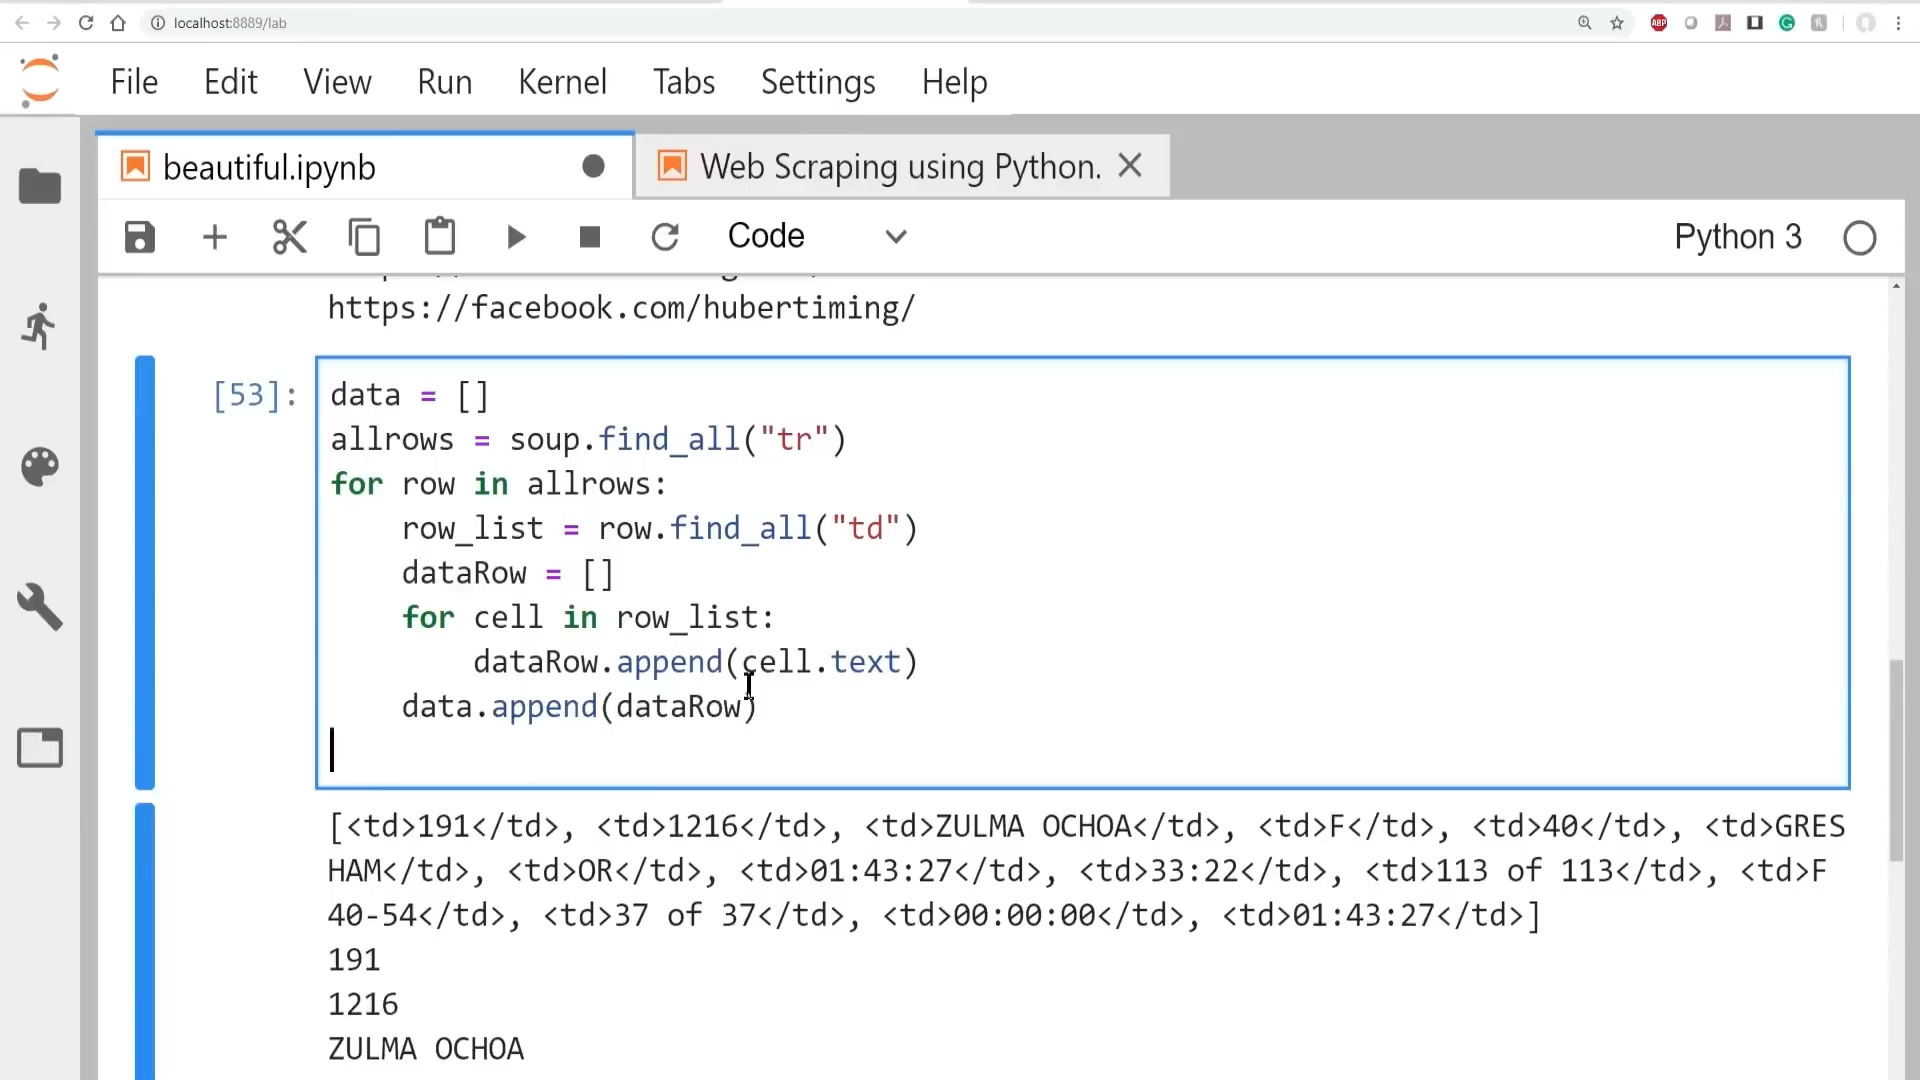 localhost:8889/lab
ABP
File Edit View Run Kernel Tabs Settings Help
beautiful.ipynb
Web Scraping using Python.
Code
Python 3
https://facebook.com/hubertiming/
[53]:
data = []
allrows = soup.find_all("tr")
for row in allrows:
    row_list = row.find_all("td")
    dataRow = []
    for cell in row_list:
        dataRow.append(cell.text)
    data.append(dataRow)
[<td>191</td>, <td>1216</td>, <td>ZULMA OCHOA</td>, <td>F</td>, <td>40</td>, <td>GRES
HAM</td>, <td>OR</td>, <td>01:43:27</td>, <td>33:22</td>, <td>113 of 113</td>, <td>F
40-54</td>, <td>37 of 37</td>, <td>00:00:00</td>, <td>01:43:27</td>]
191
1216
ZULMA OCHOA